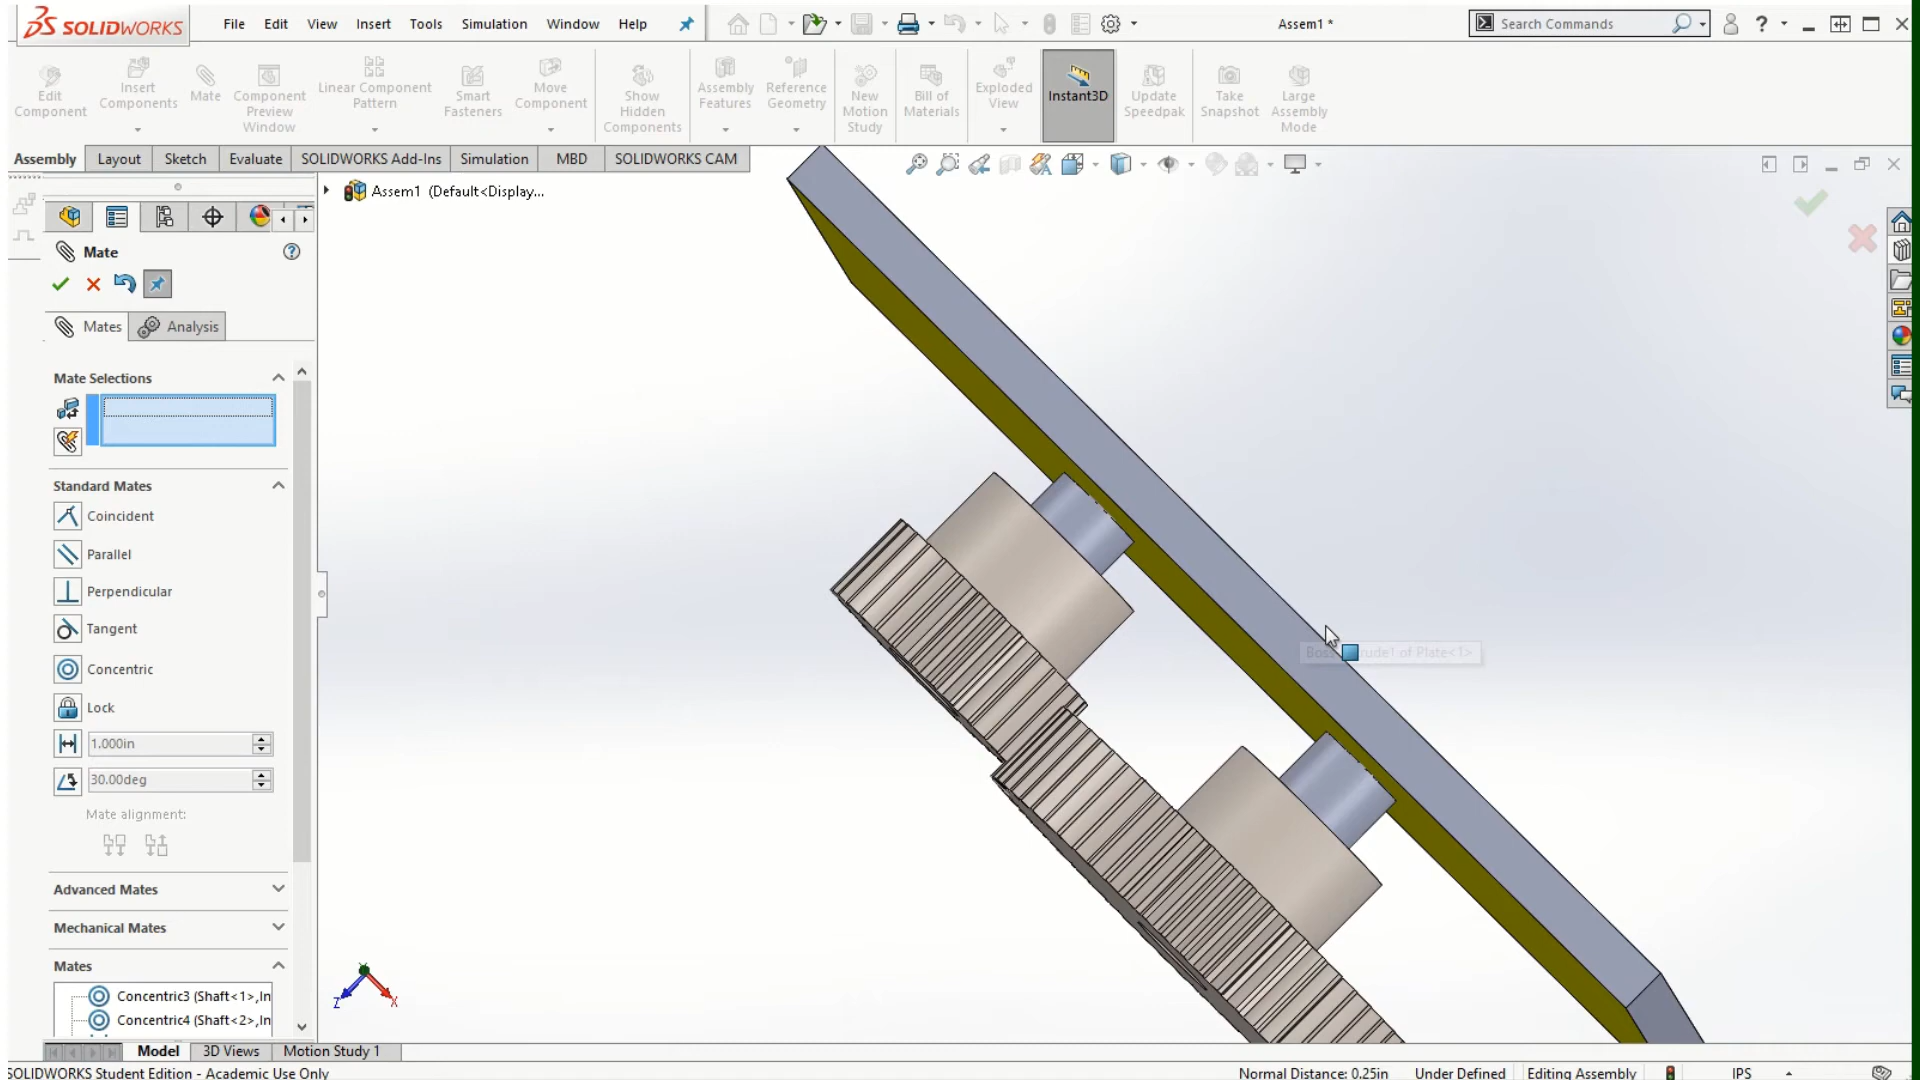 SOLIDWORKS
File Edit View Insert Tools Simulation Window Help
Assem1 *
Search Commands
?
Edit Component
Insert Components
Mate
Component Preview Window
Linear Component Pattern
Smart Fasteners
Move Component
Show Hidden Components
Assembly Features
Reference Geometry
New Motion Study
Bill of Materials
Exploded View
Instant3D
Update Speedpak
Take Snapshot
Large Assembly Mode
Assembly Layout Sketch Evaluate SOLIDWORKS Add-Ins Simulation MBD SOLIDWORKS CAM
Assem1 (Default<Display...
Mate
?
Mates Analysis
Mate Selections
Standard Mates
Coincident
Parallel
Perpendicular
Tangent
Concentric
Lock
1.000in
30.00deg
Mate alignment:
Advanced Mates
Mechanical Mates
Mates
Concentric3 (Shaft<1>,In
Concentric4 (Shaft<2>,In
rude1 of Plate<1>
Y
Z
X
Model 3D Views Motion Study 1
SOLIDWORKS Student Edition - Academic Use Only
Normal Distance: 0.25in Under Defined Editing Assembly IPS